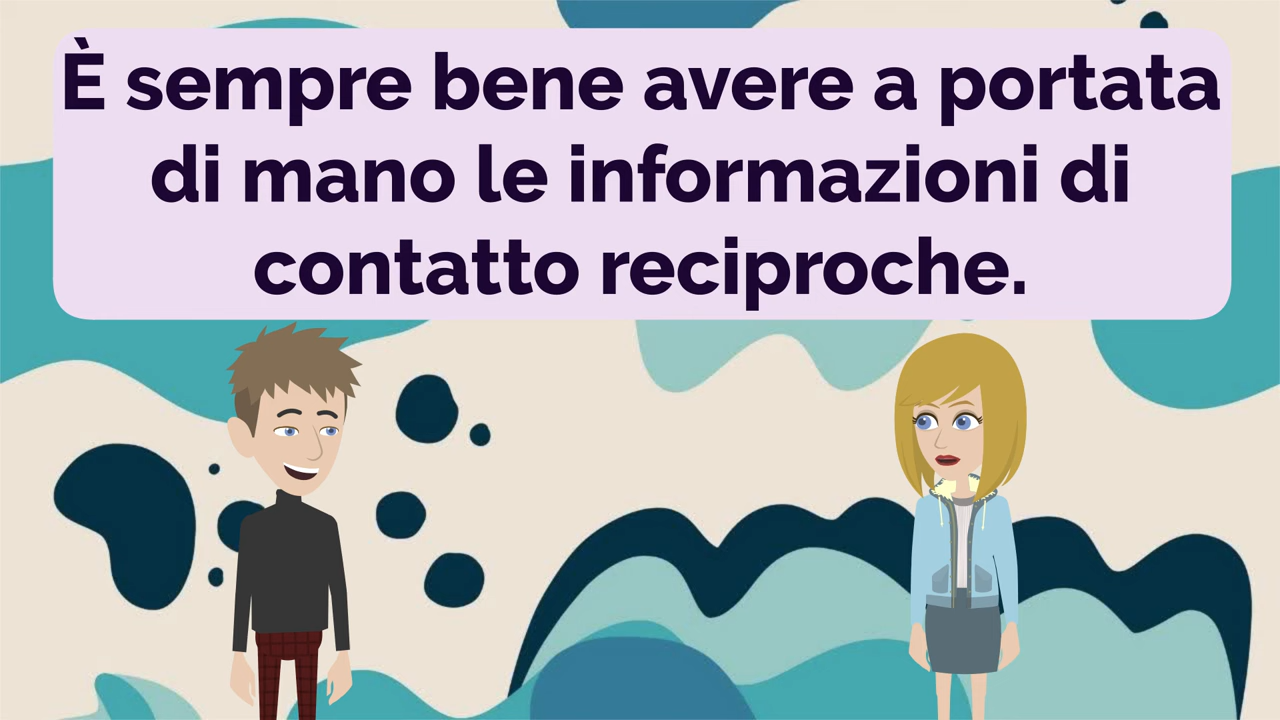 È sempre bene avere a portata
di mano le informazioni di
contatto reciproche.